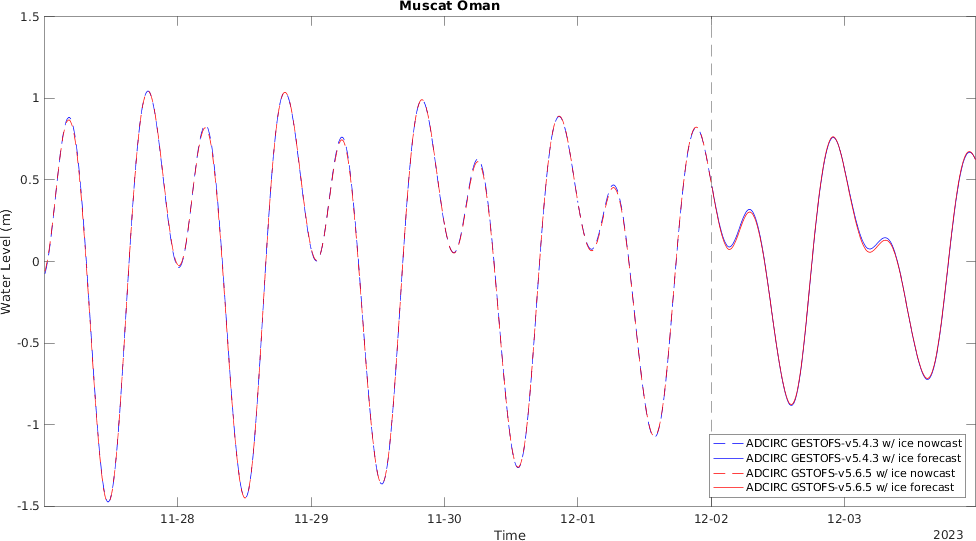 Muscat Oman
1.5
1
0.5
0
-0.5
-1
-1.5
Water Level (m)
11-28
11-29
11-30
12-01
12-02
12-03
Time
2023
ADCIRC GESTOFS-v5.4.3 w/ ice nowcast
ADCIRC GESTOFS-v5.4.3 w/ ice forecast
ADCIRC GSTOFS-v5.6.5 w/ ice nowcast
ADCIRC GSTOFS-v5.6.5 w/ ice forecast